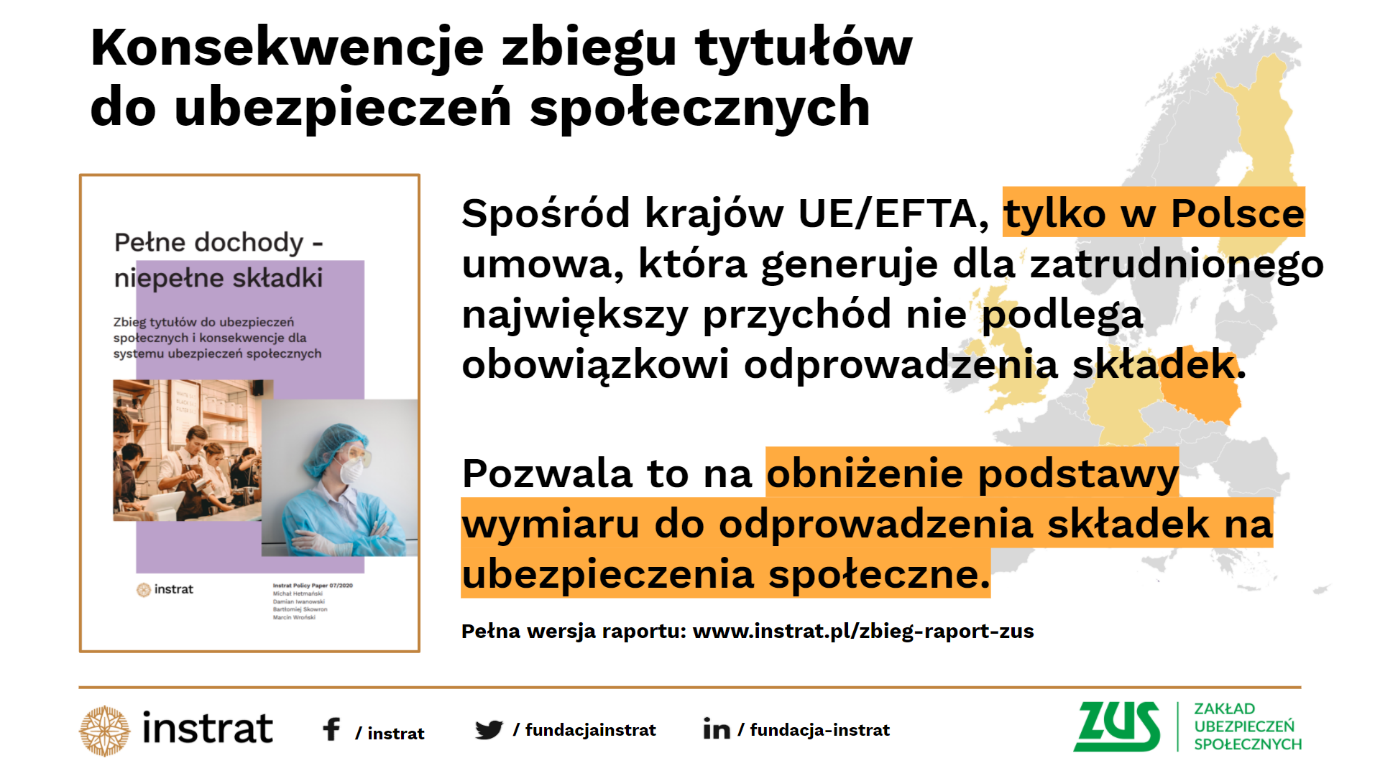 Konsekwencje zbiegu tytułów
do ubezpieczeń społecznych
Pełne dochody -
niepełne składki
Zbieg tytułów do ubezpieczeń
społecznych i konsekwencje dla
systemu ubezpieczeń społecznych
instrat
Instrat Policy Paper 07/2020
Michał Hetmański
Damian Iwanowski
Bartłomiej Skowron
Marcin Wroński
Spośród krajów UE/EFTA, tylko w Polsce
umowa, która generuje dla zatrudnionego
największy przychód nie podlega
obowiązkowi odprowadzenia składek.
Pozwala to na obniżenie podstawy
wymiaru do odprowadzenia składek na
ubezpieczenia społeczne.
Pełna wersja raportu: www.instrat.pl/zbieg-raport-zus
instrat
/ instrat
/ fundacjainstrat
/ fundacja-instrat
ZUS
ZAKŁAD
UBEZPIECZEŃ
SPOŁECZNYCH